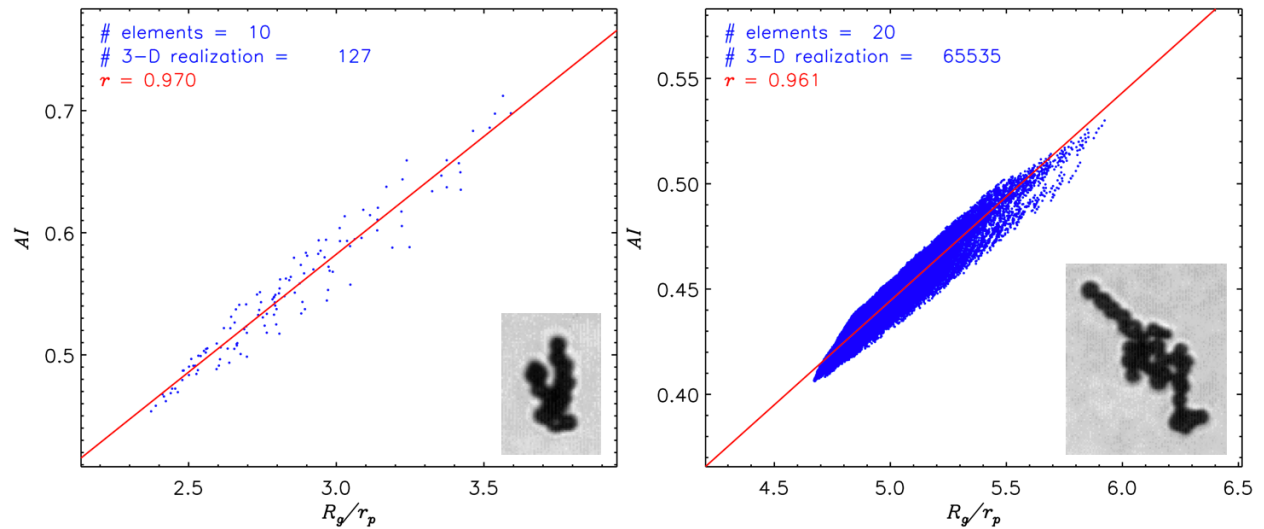 # elements = 10
# 3-D realization = 127
r = 0.970
AI
0.7
0.6
0.5
2.5 3.0 3.5
R_g/r_p
# elements = 20
# 3-D realization = 65535
r = 0.961
AI
0.55
0.50
0.45
0.40
4.5 5.0 5.5 6.0 6.5
R_g/r_p